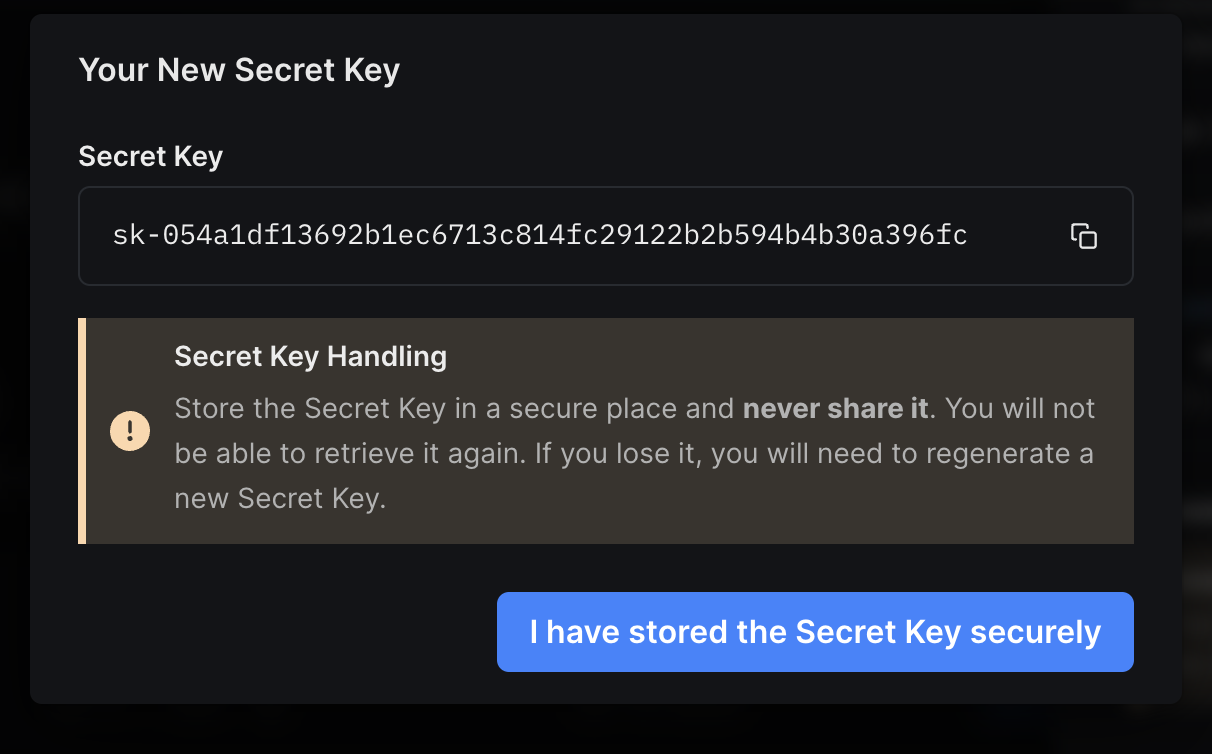 Your New Secret Key
Secret Key
sk-054a1df13692b1ec6713c814fc29122b2b594b4b30a396fc
Secret Key Handling
Store the Secret Key in a secure place and never share it. You will not
be able to retrieve it again. If you lose it, you will need to regenerate a
new Secret Key.
I have stored the Secret Key securely